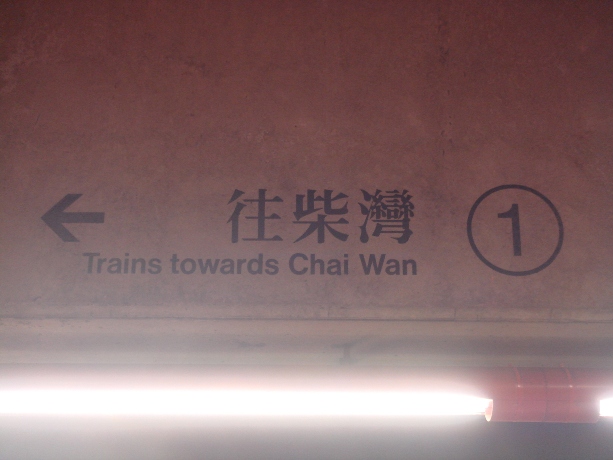 ← 往柴灣 1
Trains towards Chai Wan